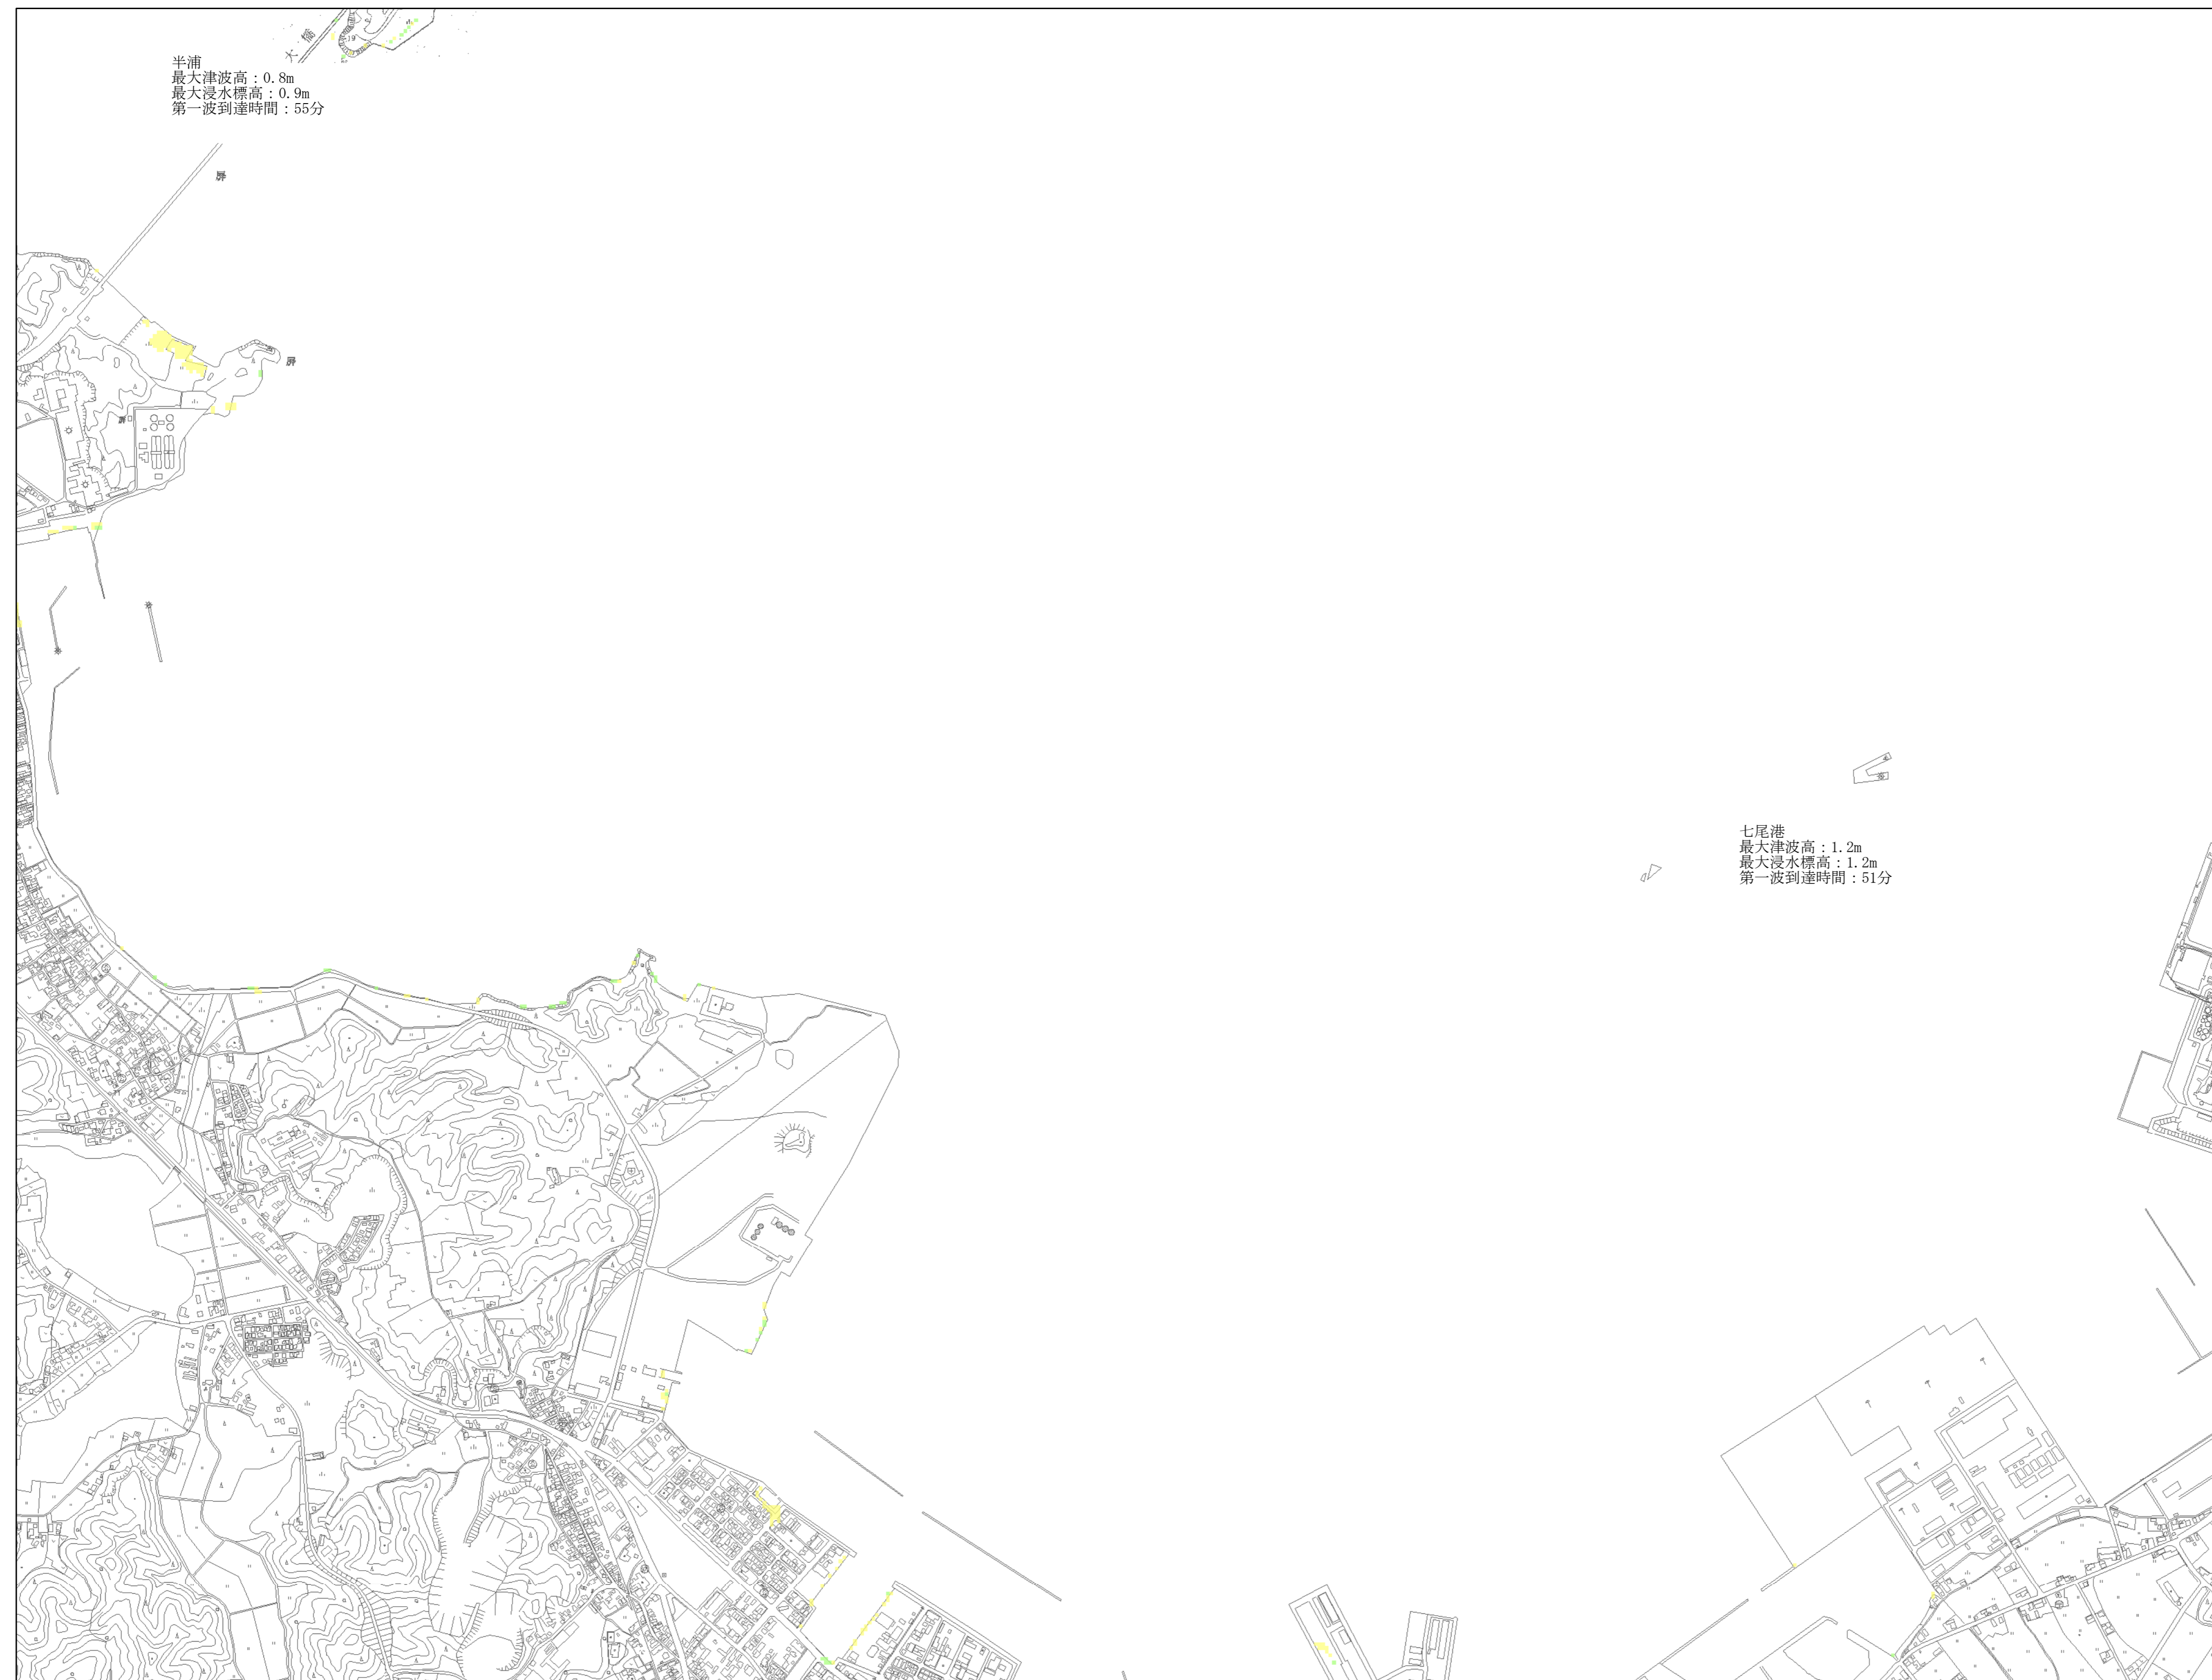 大橋
半浦
最大津波高：0.8m
最大浸水標高：0.9m
第一波到達時間：55分
七尾港
最大津波高：1.2m
最大浸水標高：1.2m
第一波到達時間：51分